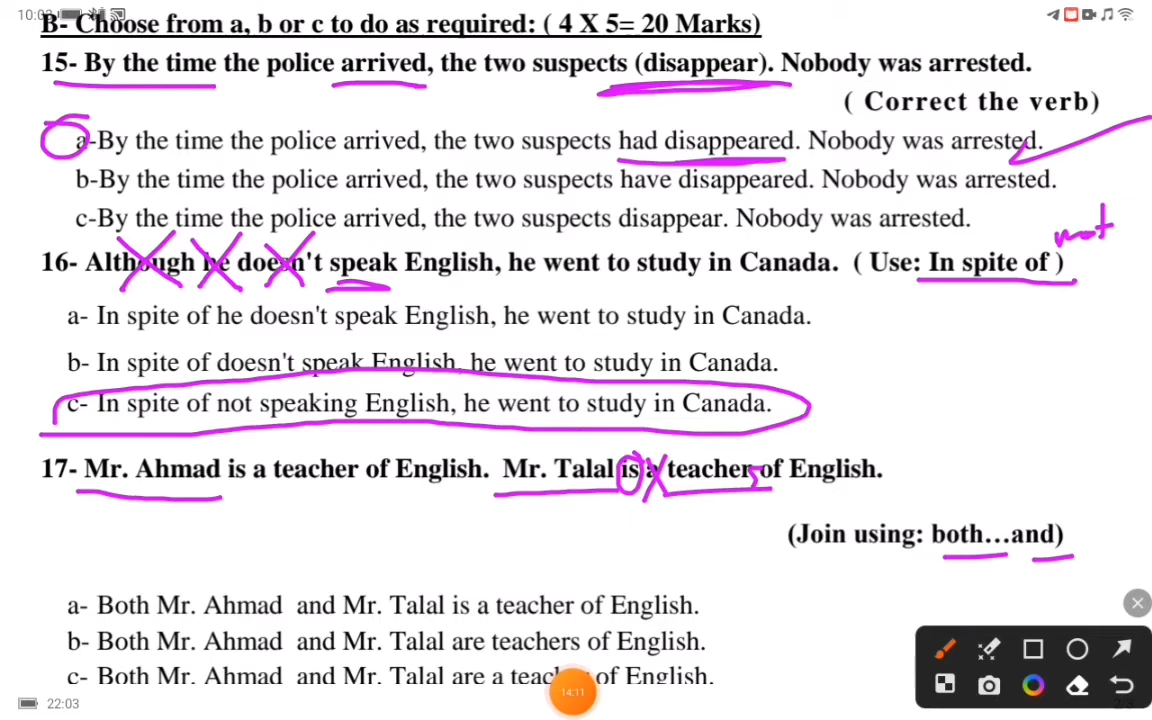 10:03
B- Choose from a, b or c to do as required: ( 4 X 5= 20 Marks)
15- By the time the police arrived, the two suspects (disappear). Nobody was arrested.
( Correct the verb)
a-By the time the police arrived, the two suspects had disappeared. Nobody was arrested.
b-By the time the police arrived, the two suspects have disappeared. Nobody was arrested.
c-By the time the police arrived, the two suspects disappear. Nobody was arrested.
not
16- Although he doesn't speak English, he went to study in Canada. ( Use: In spite of )
a- In spite of he doesn't speak English, he went to study in Canada.
b- In spite of doesn't speak English, he went to study in Canada.
c- In spite of not speaking English, he went to study in Canada.
17- Mr. Ahmad is a teacher of English. Mr. Talal is a teacher of English.
(Join using: both...and)
a- Both Mr. Ahmad and Mr. Talal is a teacher of English.
b- Both Mr. Ahmad and Mr. Talal are teachers of English.
c- Both Mr. Ahmad and Mr. Talal are a teacher of English.
14:11
22:03